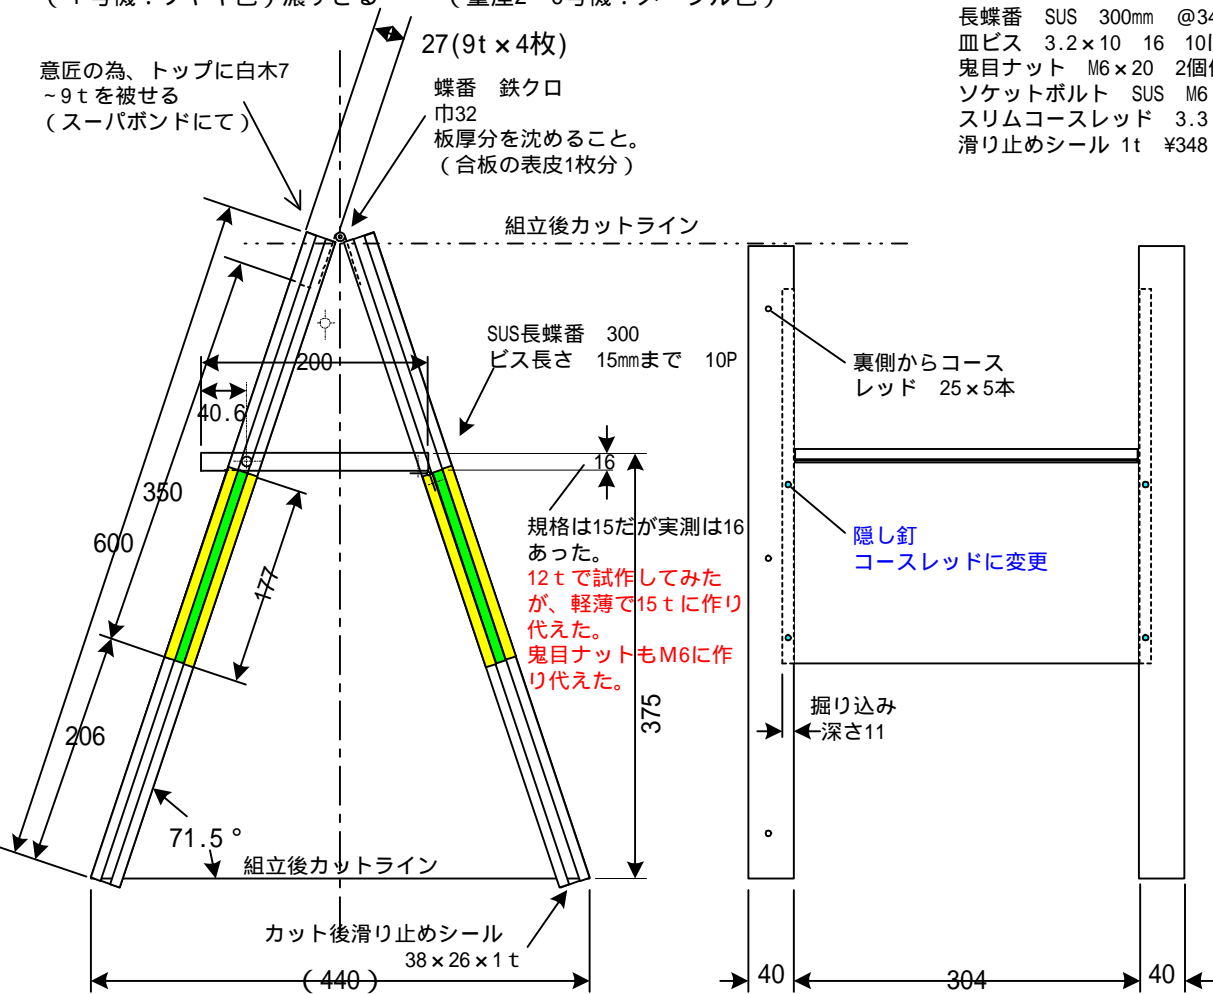 27(9t×4枚)
意匠の為、トップに白木7
~9tを被せる
(スーパボンドにて)
蝶番　鉄クロ
巾32
板厚分を沈めること。
(合板の表皮1枚分)
長蝶番　SUS　300mm　@34
皿ビス　3.2×10　16　10
鬼目ナット　M6×20　2個
ソケットボルト　SUS　M6
スリムコースレッド　3.3
滑り止めシール 1t　¥348
組立後カットライン
SUS長蝶番　300
ビス長さ　15mmまで　10P
裏側からコース
レッド　25×5本
200
40.6
16
350
600
177
206
規格は15だが実測は16
あった。
12tで試作してみた
が、軽薄で15tに作り
代えた。
鬼目ナットもM6に作
り代えた。
隠し釘
コースレッドに変更
375
掘り込み
深さ11
71.5°
組立後カットライン
カット後滑り止めシール
38×26×1t
(440)
40
304
40